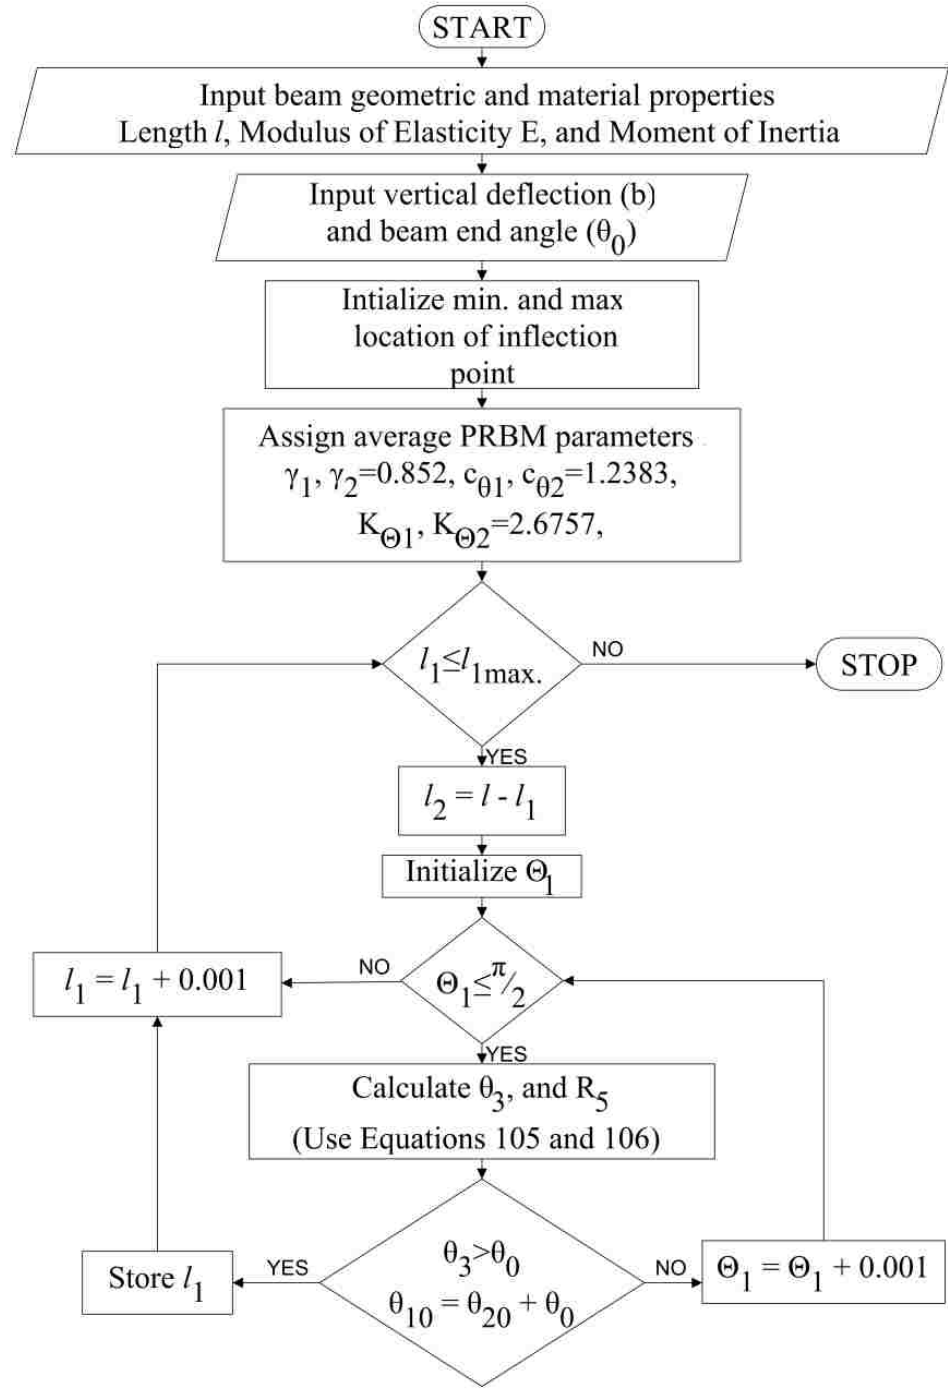 START
Input beam geometric and material properties
Length l, Modulus of Elasticity E, and Moment of Inertia
Input vertical deflection (b)
and beam end angle (θ0)
Intialize min. and max
location of inflection
point
Assign average PRBM parameters
γ1, γ2=0.852, cθ1, cθ2=1.2383,
KΘ1, KΘ2=2.6757,
l1≤l1max.
NO
STOP
YES
l2 = l - l1
Initialize Θ1
l1 = l1 + 0.001
NO
Θ1≤π/2
YES
Calculate θ3, and R5
(Use Equations 105 and 106)
Store l1
YES
θ3>θ0
θ10 = θ20 + θ0
NO
Θ1 = Θ1 + 0.001